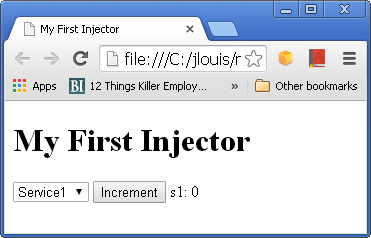 My First Injector
file:///C:/jlouis/r
Apps BI 12 Things Killer Employ... » Other bookmarks
My First Injector
Service1 Increment s1: 0